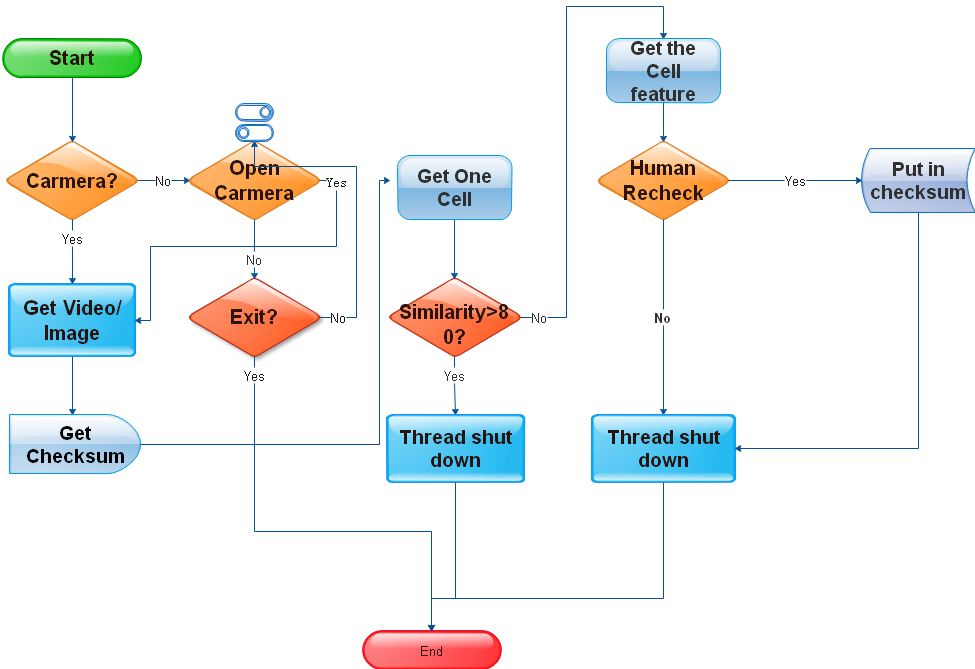 Start
Carmera?
No
Yes
Open
Carmera
Yes
No
Get Video/
Image
Exit?
No
Yes
Get
Checksum
Get One
Cell
Similarity>8
0?
No
Yes
Thread shut
down
Get the
Cell
feature
Human
Recheck
Yes
No
Put in
checksum
Thread shut
down
End